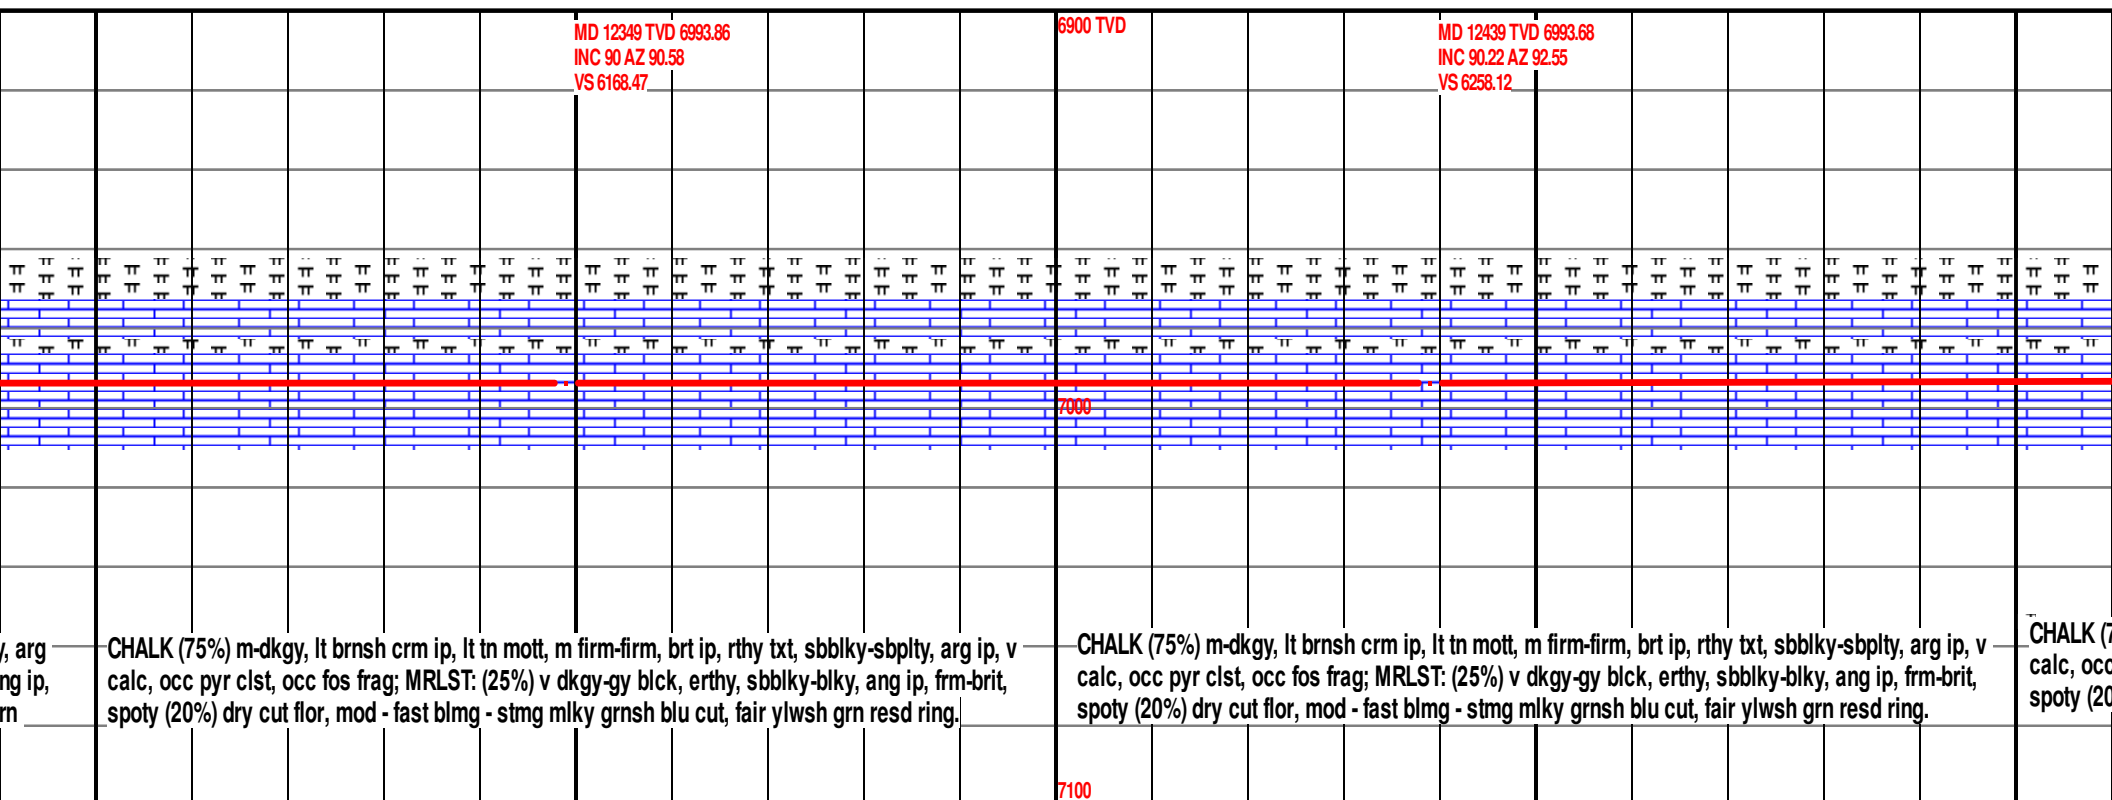 MD 12349 TVD 6993.86
INC 90 AZ 90.58
VS 6168.47
6900 TVD
MD 12439 TVD 6993.68
INC 90.22 AZ 92.55
VS 6258.12
7000
, arg
ng ip,
rn
CHALK (75%) m-dkgy, lt brnsh crm ip, lt tn mott, m firm-firm, brt ip, rthy txt, sbblky-sbplty, arg ip, v
calc, occ pyr clst, occ fos frag; MRLST: (25%) v dkgy-gy blck, erthy, sbblky-blky, ang ip, frm-brit,
spoty (20%) dry cut flor, mod - fast blmg - stmg mlky grnsh blu cut, fair ylwsh grn resd ring.
CHALK (75%) m-dkgy, lt brnsh crm ip, lt tn mott, m firm-firm, brt ip, rthy txt, sbblky-sbplty, arg ip, v
calc, occ pyr clst, occ fos frag; MRLST: (25%) v dkgy-gy blck, erthy, sbblky-blky, ang ip, frm-brit,
spoty (20%) dry cut flor, mod - fast blmg - stmg mlky grnsh blu cut, fair ylwsh grn resd ring.
CHALK (7
calc, occ
spoty (20
7100